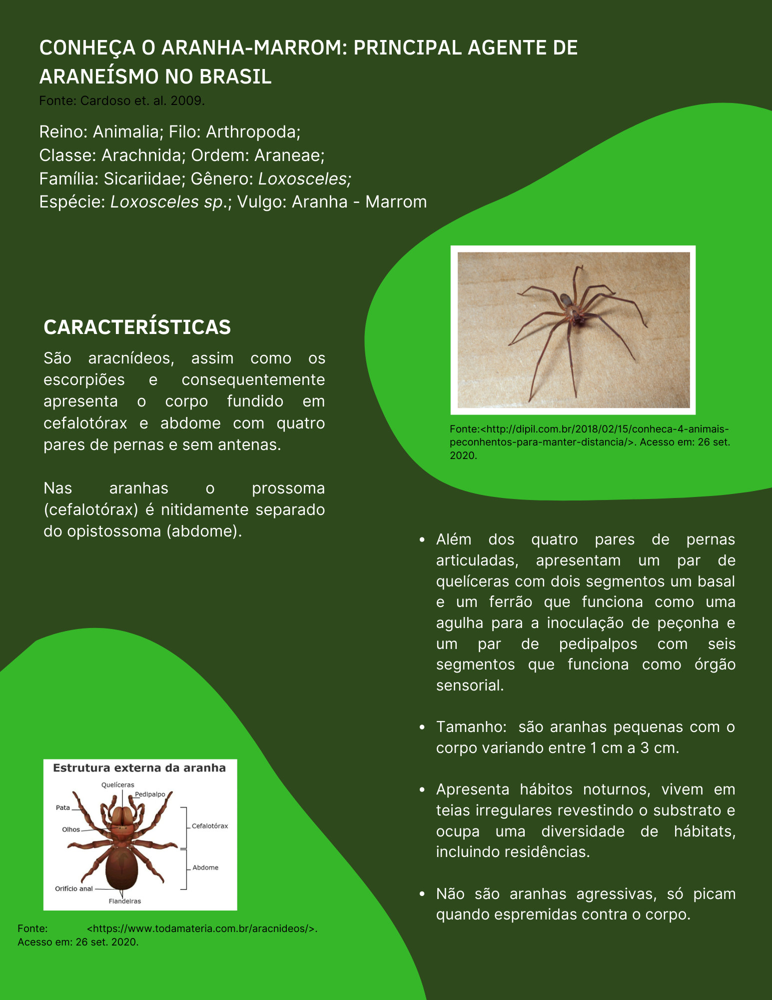 CONHEÇA O ARANHA-MARROM: PRINCIPAL AGENTE DE
ARANEÍSMO NO BRASIL
Fonte: Cardoso et. al. 2009.
Reino: Animalia; Filo: Arthropoda;
Classe: Arachnida; Ordem: Araneae;
Família: Sicariidae; Gênero: Loxosceles;
Espécie: Loxosceles sp.; Vulgo: Aranha - Marrom
CARACTERÍSTICAS
São aracnídeos, assim como os
escorpiões e consequentemente
apresenta o corpo fundido em
cefalotórax e abdome com quatro
pares de pernas e sem antenas.
Nas aranhas o prossoma
(cefalotórax) é nitidamente separado
do opistossoma (abdome).
Fonte:<http://dipil.com.br/2018/02/15/conheca-4-animais-
peconhentos-para-manter-distancia/>. Acesso em: 26 set.
2020.
• Além dos quatro pares de pernas
articuladas, apresentam um par de
quelíceras com dois segmentos um basal
e um ferrão que funciona como uma
agulha para a inoculação de peçonha e
um par de pedipalpos com seis
segmentos que funciona como órgão
sensorial.
• Tamanho: são aranhas pequenas com o
corpo variando entre 1 cm a 3 cm.
• Apresenta hábitos noturnos, vivem em
teias irregulares revestindo o substrato e
ocupa uma diversidade de hábitats,
incluindo residências.
• Não são aranhas agressivas, só picam
quando espremidas contra o corpo.
Estrutura externa da aranha
Quelíceras
Pedipalpo
Pata
Olhos
Cefalotórax
Abdome
Orifício anal
Fiandeiras
Fonte: <https://www.todamateria.com.br/aracnideos/>.
Acesso em: 26 set. 2020.